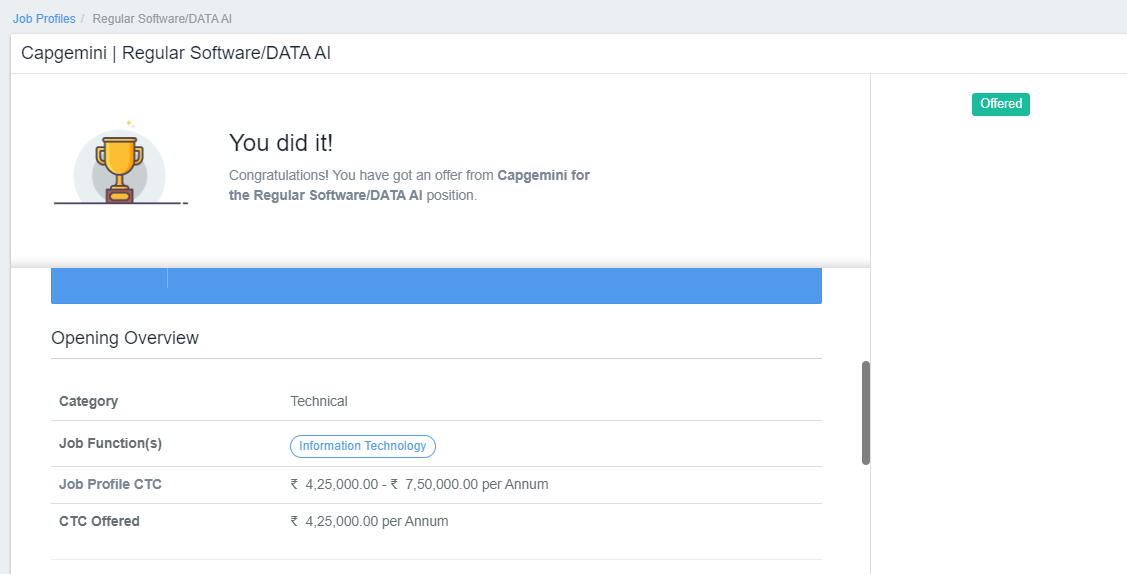 Job Profiles / Regular Software/DATA AI
Capgemini | Regular Software/DATA AI
Offered
You did it!
Congratulations! You have got an offer from Capgemini for
the Regular Software/DATA AI position.
Opening Overview
Category Technical
Job Function(s) Information Technology
Job Profile CTC ₹ 4,25,000.00 - ₹ 7,50,000.00 per Annum
CTC Offered ₹ 4,25,000.00 per Annum